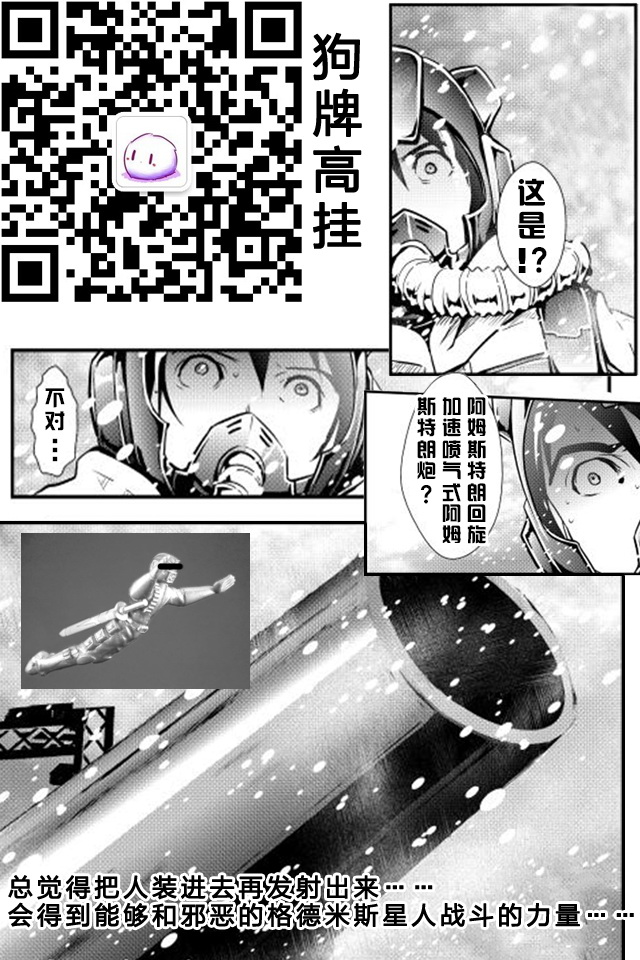 狗牌高挂
这是
!?
不对…
阿姆斯特朗回旋
加速喷气式阿姆
斯特朗炮?
总觉得把人装进去再发射出来……
会得到能够和邪恶的格德米斯星人战斗的力量……